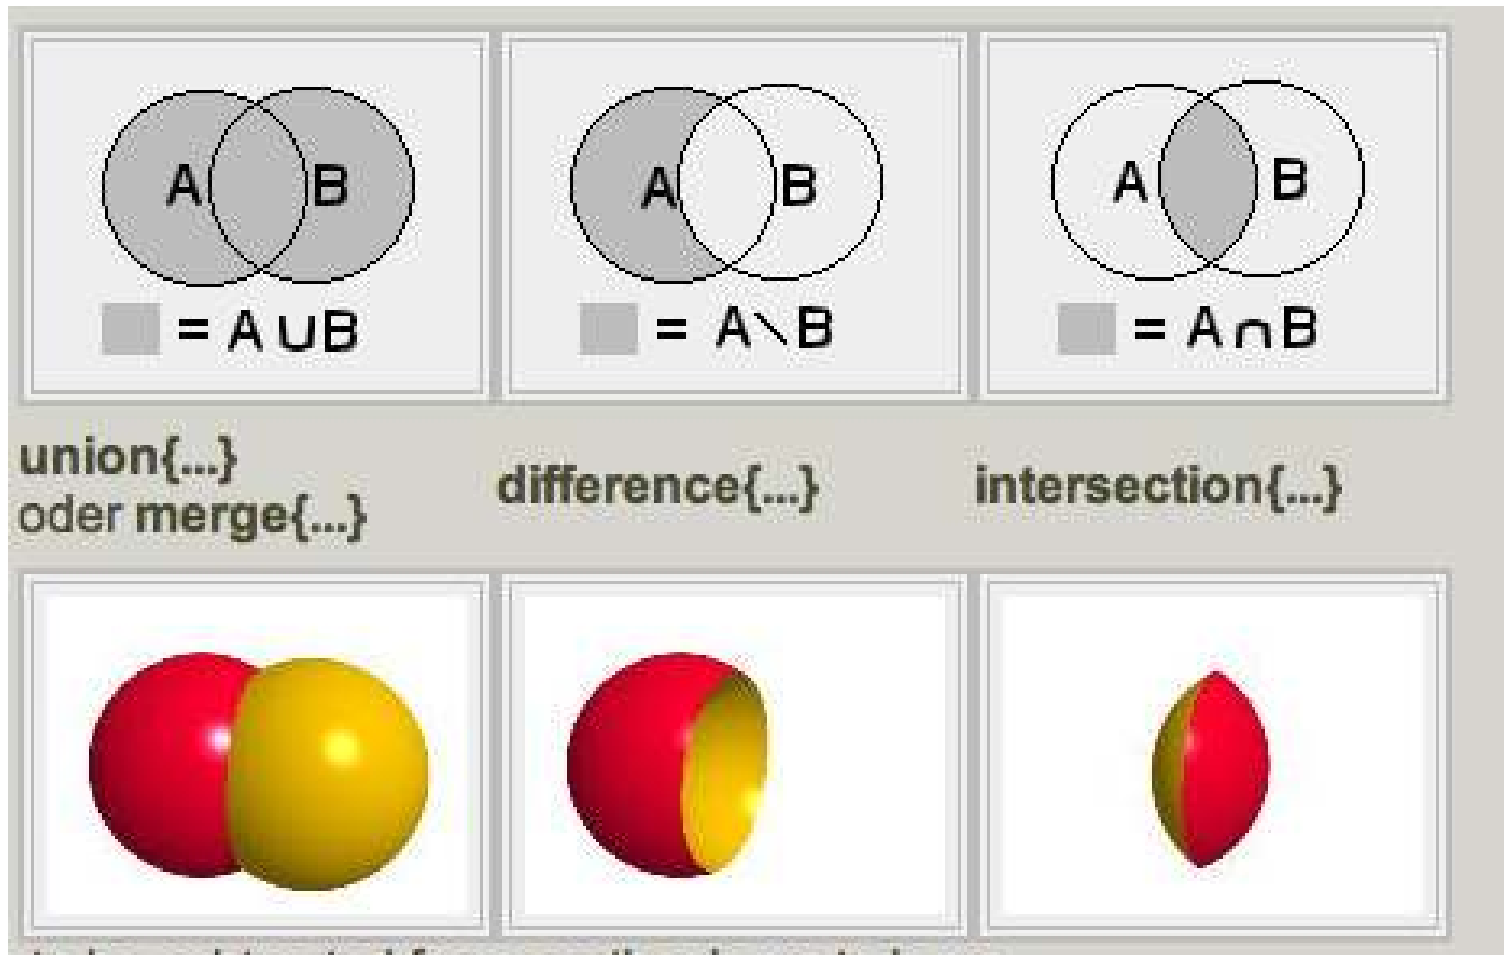 A B
= A∪B
A B
= A∖B
A B
= A∩B
union{...}
oder merge{...}
difference{...}
intersection{...}